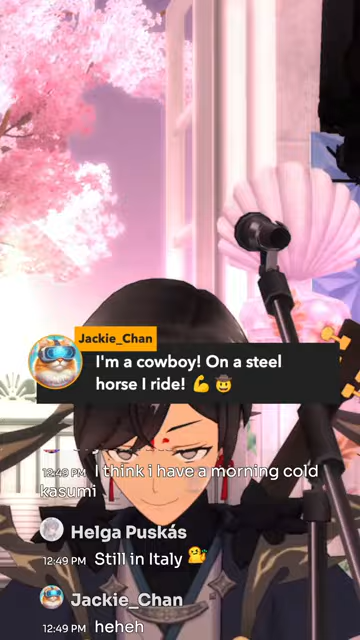 Jackie_Chan
I'm a cowboy! On a steel
horse I ride! 💪 🤠
12:49 PM I think i have a morning cold
kasumi
Helga Puskás
12:49 PM Still in Italy
Jackie_Chan
12:49 PM heheh